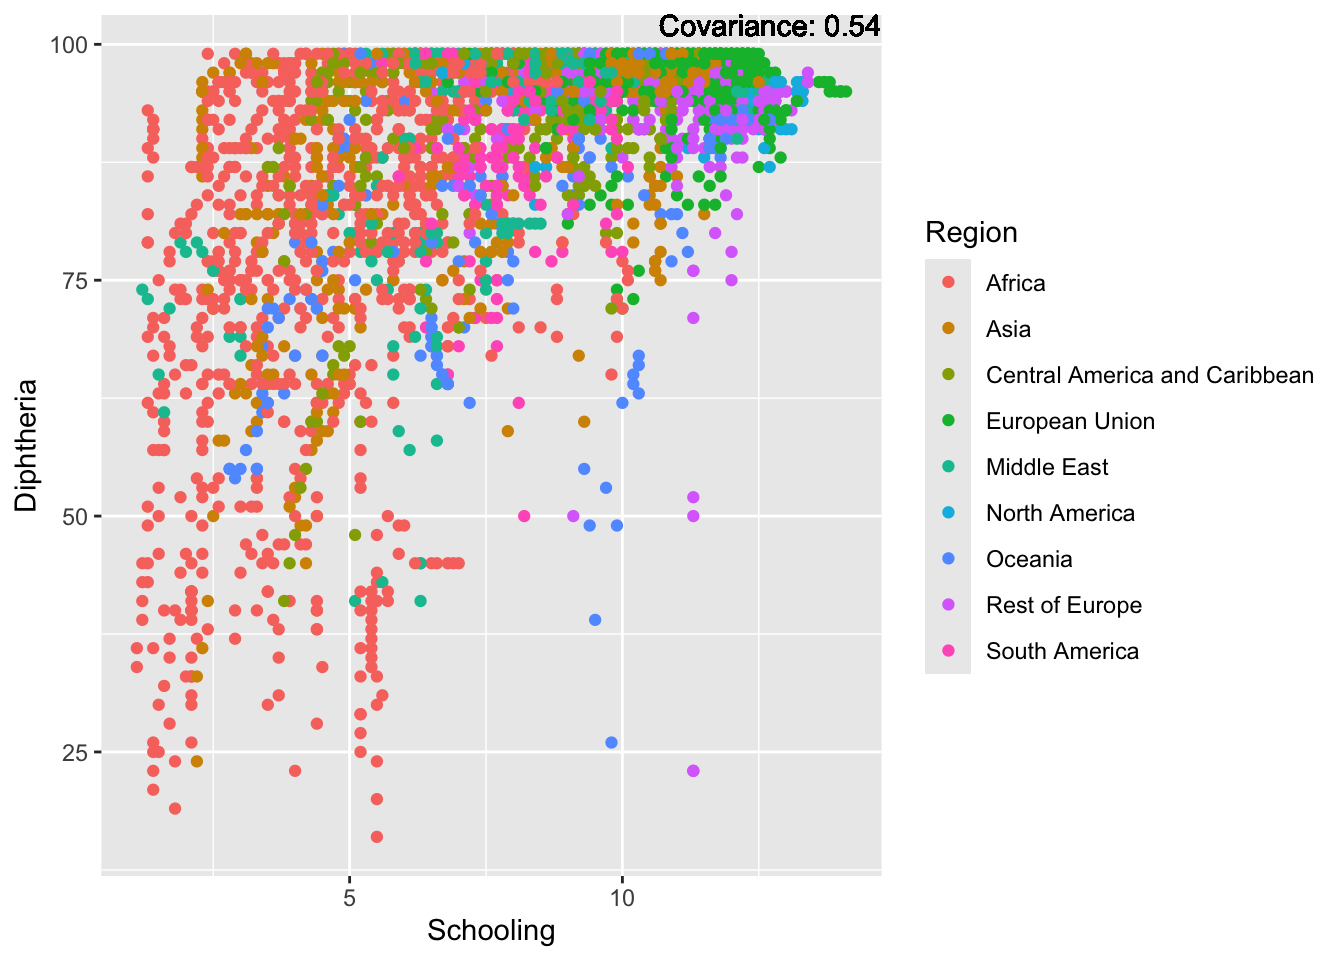 Covariance: 0.54
100
75
50
25
Diphtheria
5
10
Schooling
Region
Africa
Asia
Central America and Caribbean
European Union
Middle East
North America
Oceania
Rest of Europe
South America